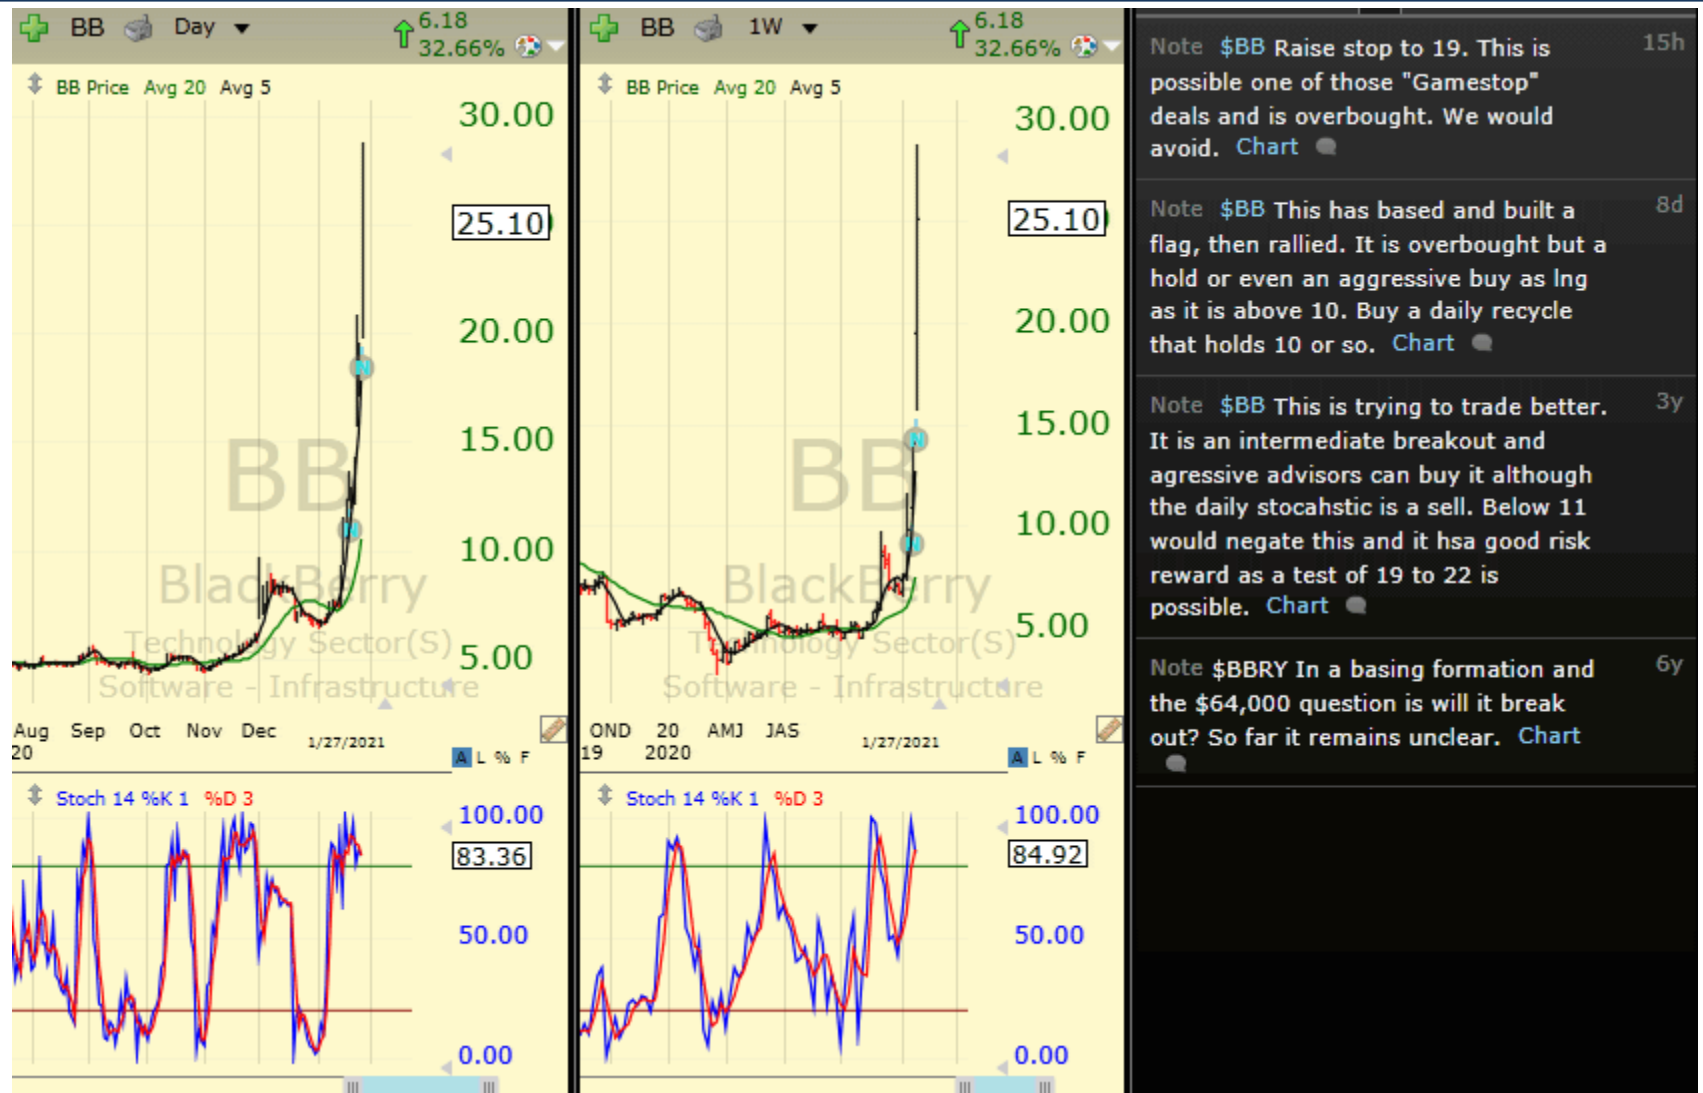 BB Day 6.18
32.66%
BB Price Avg 20 Avg 5
30.00
25.10
20.00
15.00
BB
10.00
BlackBerry
Technology Sector(S)
5.00
Software - Infrastructure
Aug Sep Oct Nov Dec 1/27/2021
20
A L % F
Stoch 14 %K 1 %D 3
100.00
83.36
50.00
0.00
BB 1W 6.18
32.66%
BB Price Avg 20 Avg 5
30.00
25.10
20.00
15.00
N
BB
10.00
N
BlackBerry
Technology Sector(S)
5.00
Software - Infrastructure
OND 20 AMJ JAS 1/27/2021
19 2020
A L % F
Stoch 14 %K 1 %D 3
100.00
84.92
50.00
0.00
Note $BB Raise stop to 19. This is 15h
possible one of those "Gamestop"
deals and is overbought. We would
avoid. Chart
Note $BB This has based and built a 8d
flag, then rallied. It is overbought but a
hold or even an aggressive buy as lng
as it is above 10. Buy a daily recycle
that holds 10 or so. Chart
Note $BB This is trying to trade better. 3y
It is an intermediate breakout and
agressive advisors can buy it although
the daily stocahstic is a sell. Below 11
would negate this and it hsa good risk
reward as a test of 19 to 22 is
possible. Chart
Note $BBRY In a basing formation and 6y
the $64,000 question is will it break
out? So far it remains unclear. Chart